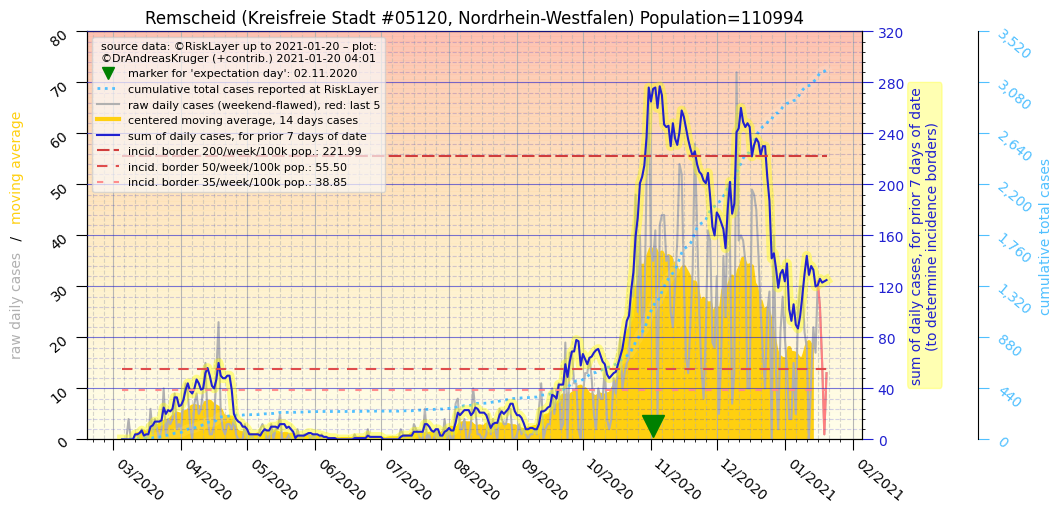 Remscheid (Kreisfreie Stadt #05120, Nordrhein-Westfalen) Population=110994
source data: ©RiskLayer up to 2021-01-20 – plot:
©DrAndreasKruger (+contrib.) 2021-01-20 04:01
marker for 'expectation day': 02.11.2020
cumulative total cases reported at RiskLayer
raw daily cases (weekend-flawed), red: last 5
centered moving average, 14 days cases
sum of daily cases, for prior 7 days of date
incid. border 200/week/100k pop.: 221.99
incid. border 50/week/100k pop.: 55.50
incid. border 35/week/100k pop.: 38.85
raw daily cases / moving average
80
70
60
50
40
30
20
10
0
03/2020
04/2020
05/2020
06/2020
07/2020
08/2020
09/2020
10/2020
11/2020
12/2020
01/2021
02/2021
320
280
240
200
160
120
80
40
0
sum of daily cases, for prior 7 days of date
(to determine incidence borders)
3,520
3,080
2,640
2,200
1,760
1,320
880
440
0
cumulative total cases